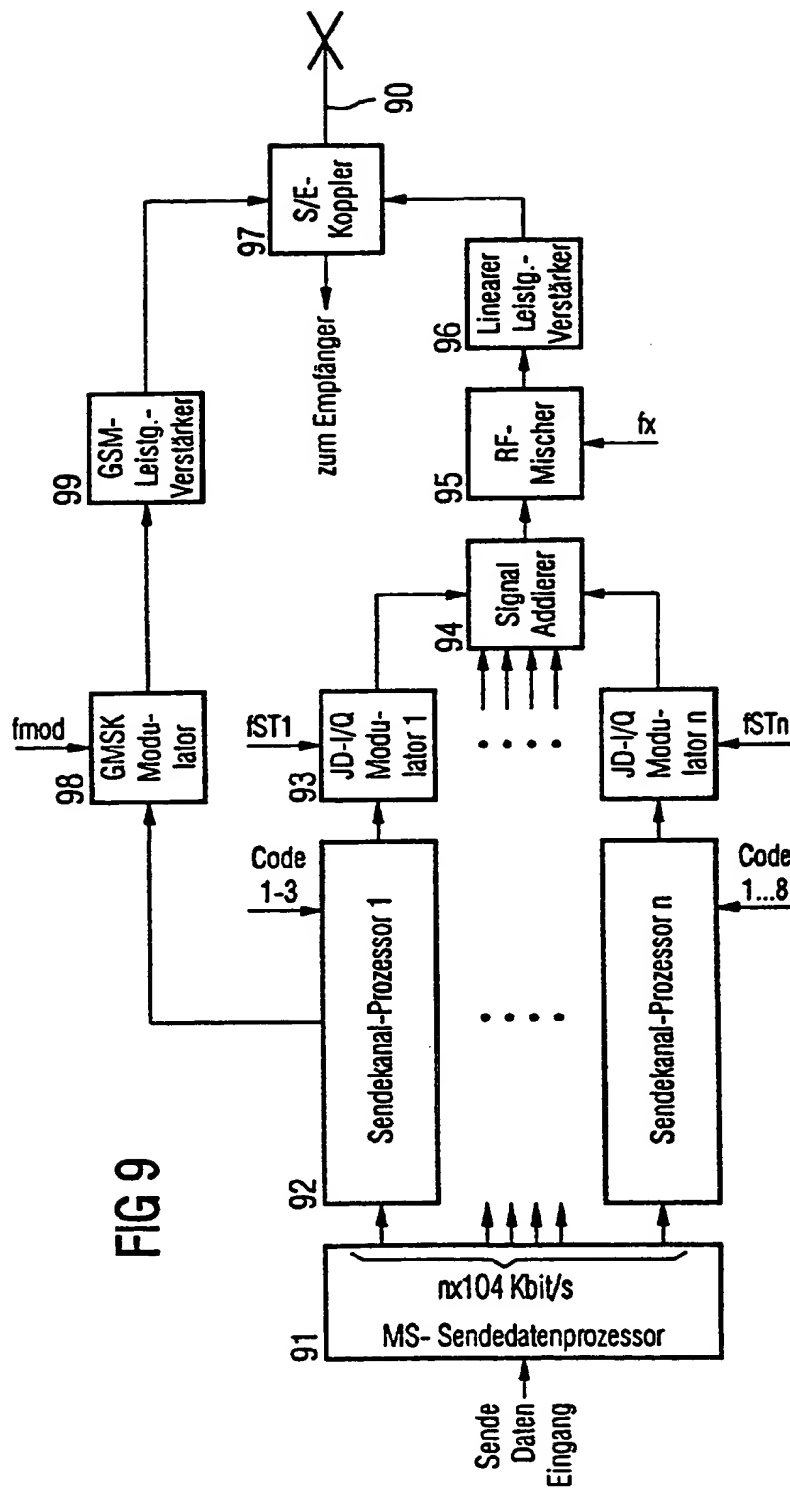 FIG 9
Sende
Daten
Eingang
91
nx104 Kbit/s
MS- Sendedatenprozessor
92
Sendekanal-Prozessor 1
Code
1-3
Sendekanal-Prozessor n
Code
1...8
fmod
98
GMSK
Modu-
lator
fST1
93
JD-I/Q
Modu-
lator 1
JD-I/Q
Modu-
lator n
fSTn
94
Signal
Addierer
95
RF-
Mischer
fx
96
Linearer
Leistg.-
Verstärker
99
GSM-
Leistg.-
Verstärker
97
S/E-
Koppler
zum Empfänger
90